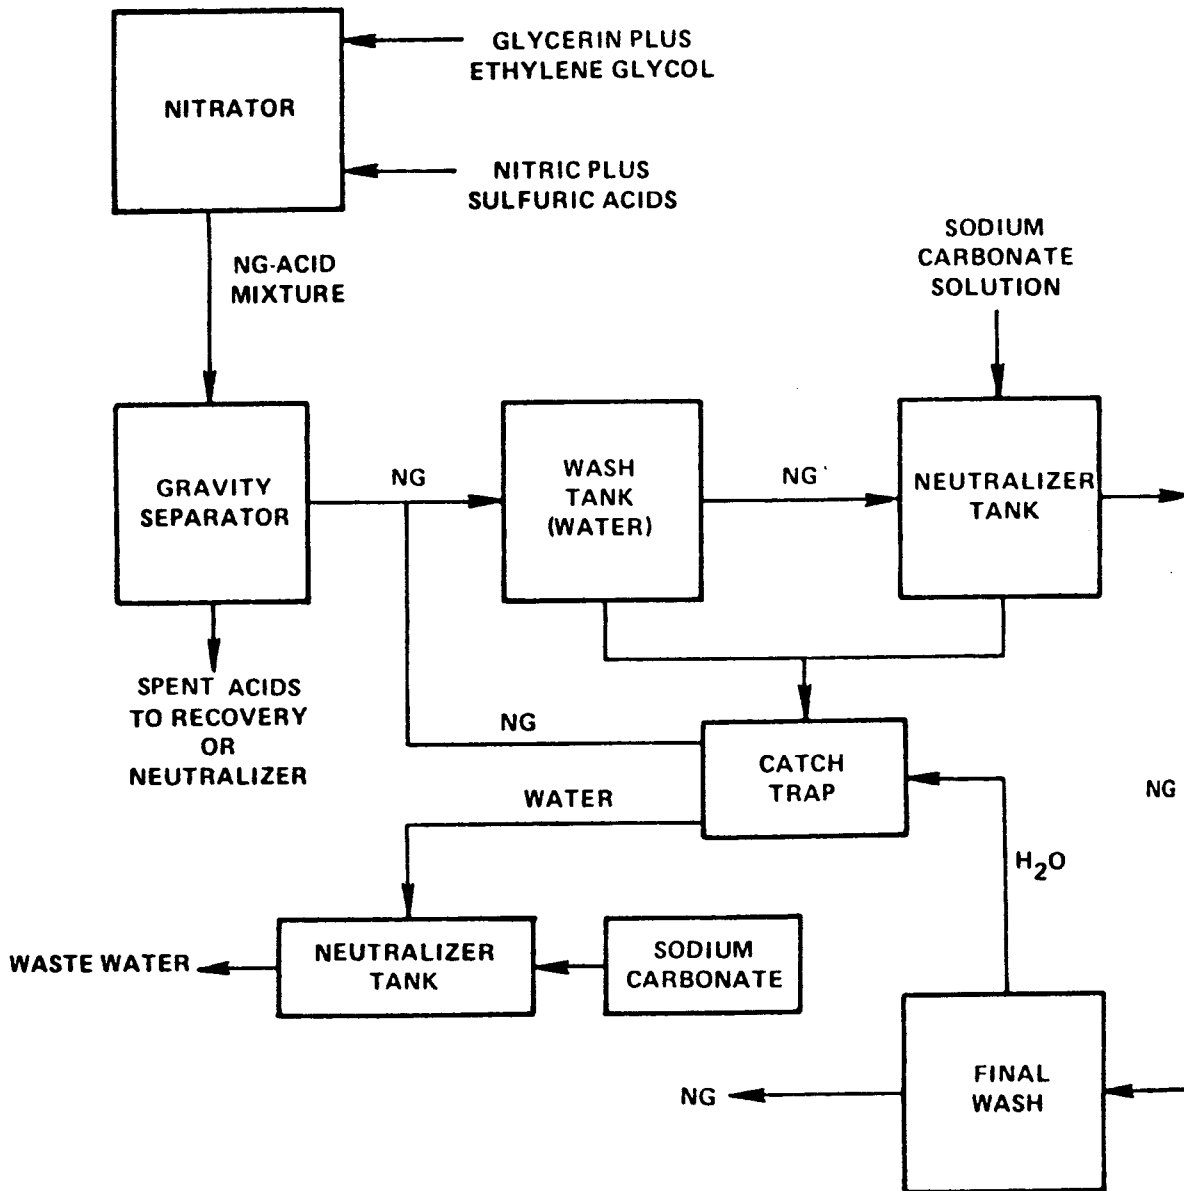 GLYCERIN PLUS
ETHYLENE GLYCOL
NITRATOR
NITRIC PLUS
SULFURIC ACIDS
NG-ACID
MIXTURE
SODIUM
CARBONATE
SOLUTION
GRAVITY
SEPARATOR
NG
WASH
TANK
(WATER)
NG
NEUTRALIZER
TANK
SPENT ACIDS
TO RECOVERY
OR
NEUTRALIZER
NG
CATCH
TRAP
NG
WATER
H₂O
WASTE WATER
NEUTRALIZER
TANK
SODIUM
CARBONATE
NG
FINAL
WASH